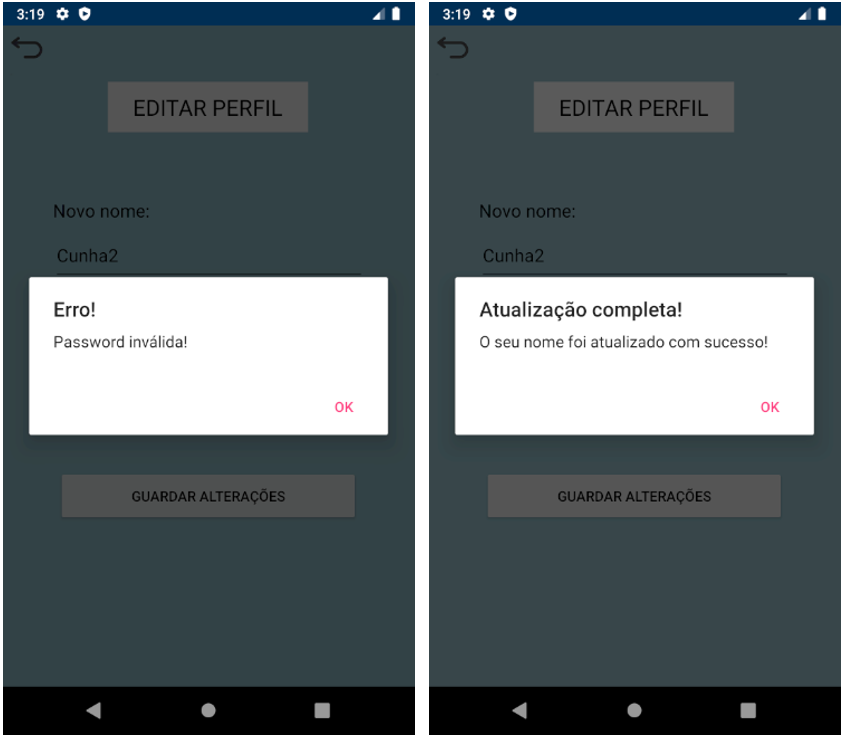 3:19
EDITAR PERFIL
Novo nome:
Cunha2
Erro!
Password inválida!
OK
GUARDAR ALTERAÇÕES
3:19
EDITAR PERFIL
Novo nome:
Cunha2
Atualização completa!
O seu nome foi atualizado com sucesso!
OK
GUARDAR ALTERAÇÕES